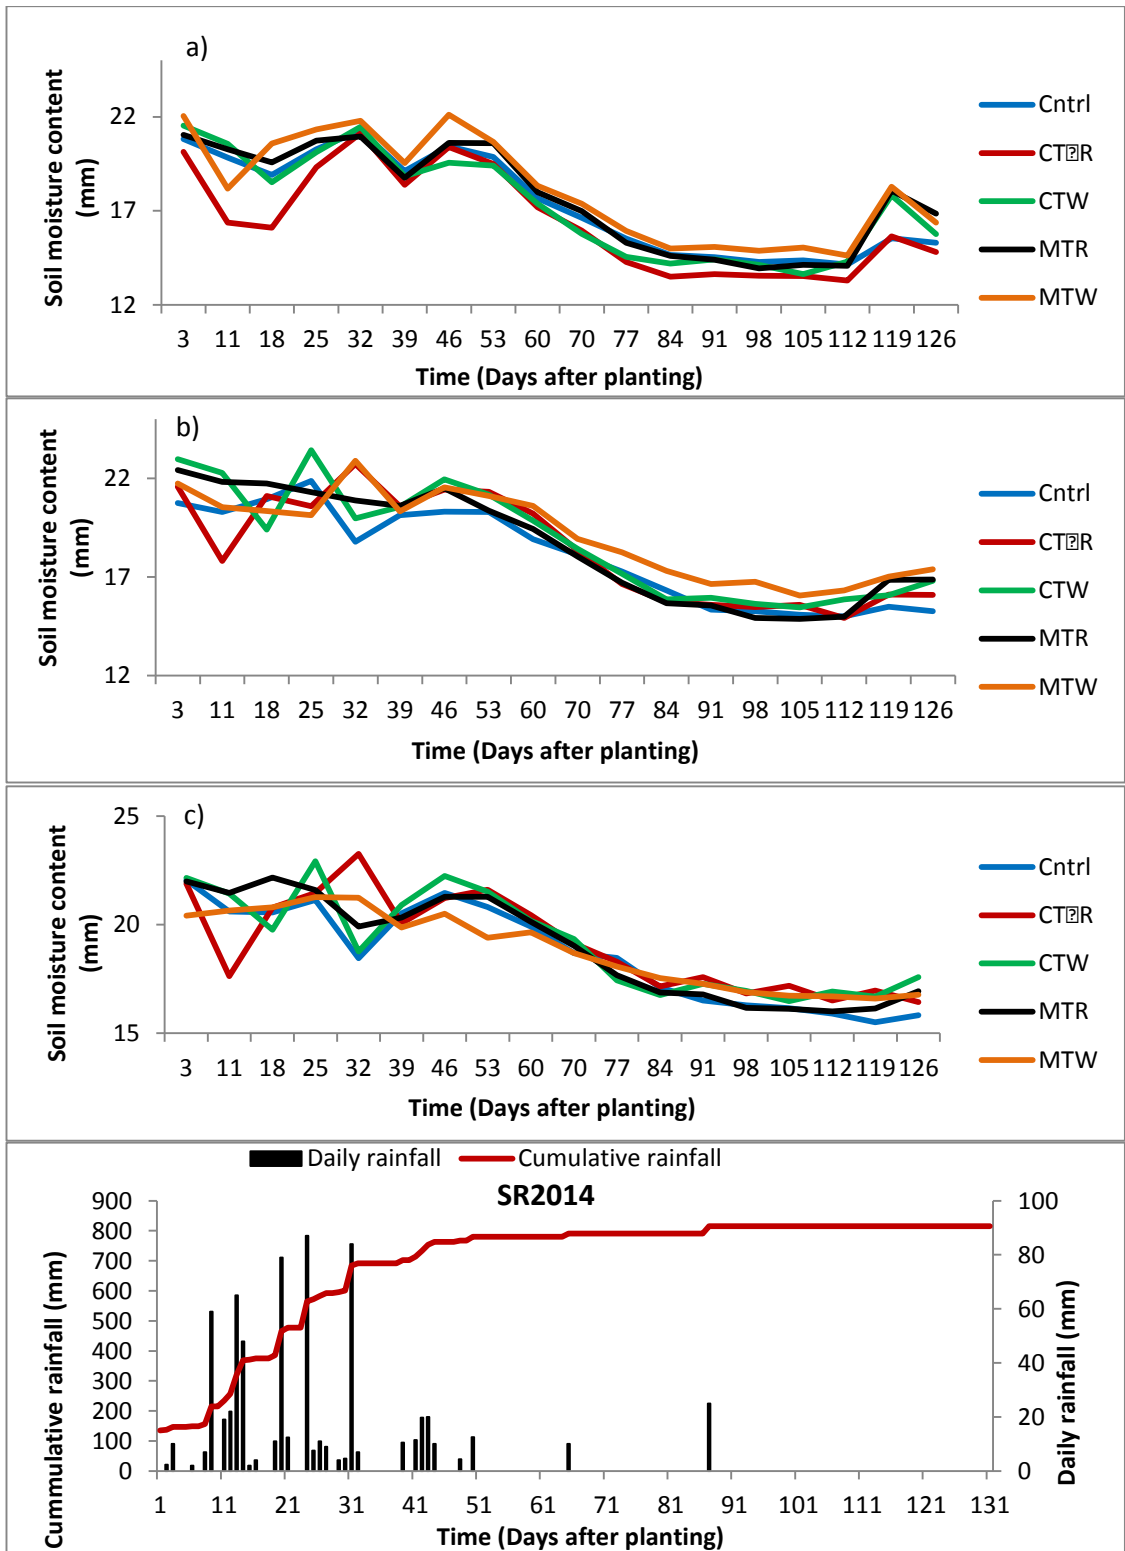 a)
Soil moisture content
(mm)
22
17
12
3 11 18 25 32 39 46 53 60 70 77 84 91 98 105 112 119 126
Time (Days after planting)
Cntrl
CT⍰R
CTW
MTR
MTW
b)
Soil moisture content
(mm)
22
17
12
3 11 18 25 32 39 46 53 60 70 77 84 91 98 105 112 119 126
Time (Days after planting)
Cntrl
CT⍰R
CTW
MTR
MTW
c)
Soil moisture content
(mm)
25
20
15
3 11 18 25 32 39 46 53 60 70 77 84 91 98 105 112 119 126
Time (Days after planting)
Cntrl
CT⍰R
CTW
MTR
MTW
Daily rainfall Cumulative rainfall
SR2014
Cummulative rainfall (mm)
900
800
700
600
500
400
300
200
100
0
100
80
60
40
20
0
Daily rainfall (mm)
1 11 21 31 41 51 61 71 81 91 101 111 121 131
Time (Days after planting)